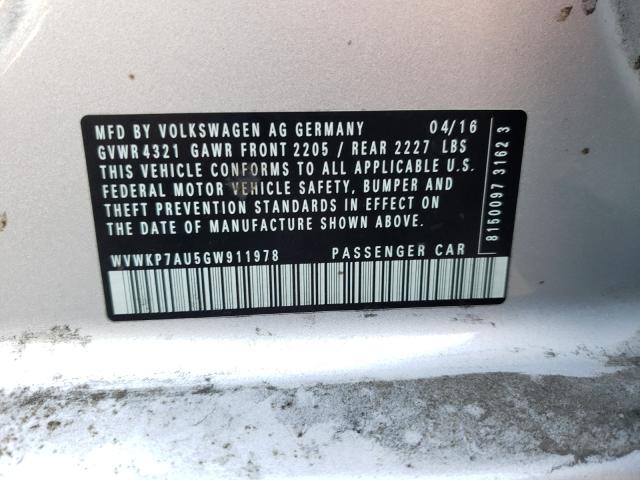 MFD BY VOLKSWAGEN AG GERMANY 04/16
GVWR 4321 GAWR FRONT 2205 / REAR 2227 LBS
THIS VEHICLE CONFORMS TO ALL APPLICABLE U.S.
FEDERAL MOTOR VEHICLE SAFETY, BUMPER AND
THEFT PREVENTION STANDARDS IN EFFECT ON
THE DATE OF MANUFACTURE SHOWN ABOVE.
WVWKP7AU5GW911978 PASSENGER CAR
8150097 3162 3